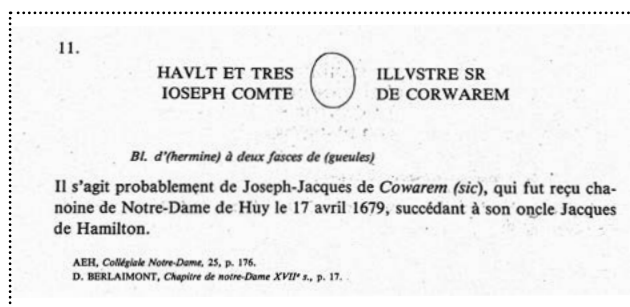 11.
HAVLT ET TRES ILLVSTRE SR
IOSEPH COMTE DE CORWAREM
Bl. d'(hermine) à deux fasces de (gueules)
Il s'agit probablement de Joseph-Jacques de Cowarem (sic), qui fut reçu cha-
noine de Notre-Dame de Huy le 17 avril 1679, succédant à son oncle Jacques
de Hamilton.
AEH, Collégiale Notre-Dame, 25, p. 176.
D. BERLAIMONT, Chapitre de notre-Dame XVIIe s., p. 17.